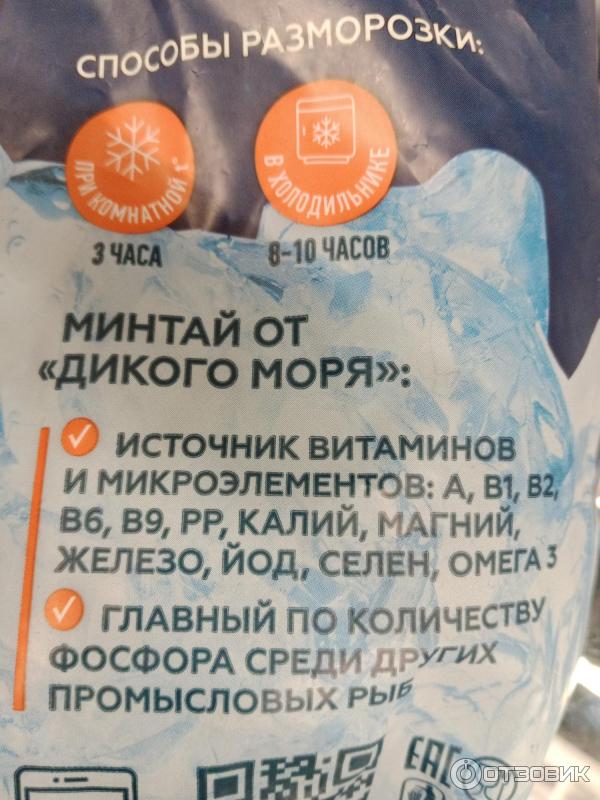 СПОСОБЫ РАЗМОРОЗКИ:
ПРИ КОМНАТНОЙ t°
В ХОЛОДИЛЬНИКЕ
3 ЧАСА
8-10 ЧАСОВ
МИНТАЙ ОТ
«ДИКОГО МОРЯ»:
ИСТОЧНИК ВИТАМИНОВ
И МИКРОЭЛЕМЕНТОВ: А, В1, В2,
В6, В9, РР, КАЛИЙ, МАГНИЙ,
ЖЕЛЕЗО, ЙОД, СЕЛЕН, ОМЕГА 3
ГЛАВНЫЙ ПО КОЛИЧЕСТВУ
ФОСФОРА СРЕДИ ДРУГИХ
ПРОМЫСЛОВЫХ РЫБ
EAC
ОТЗОВИК